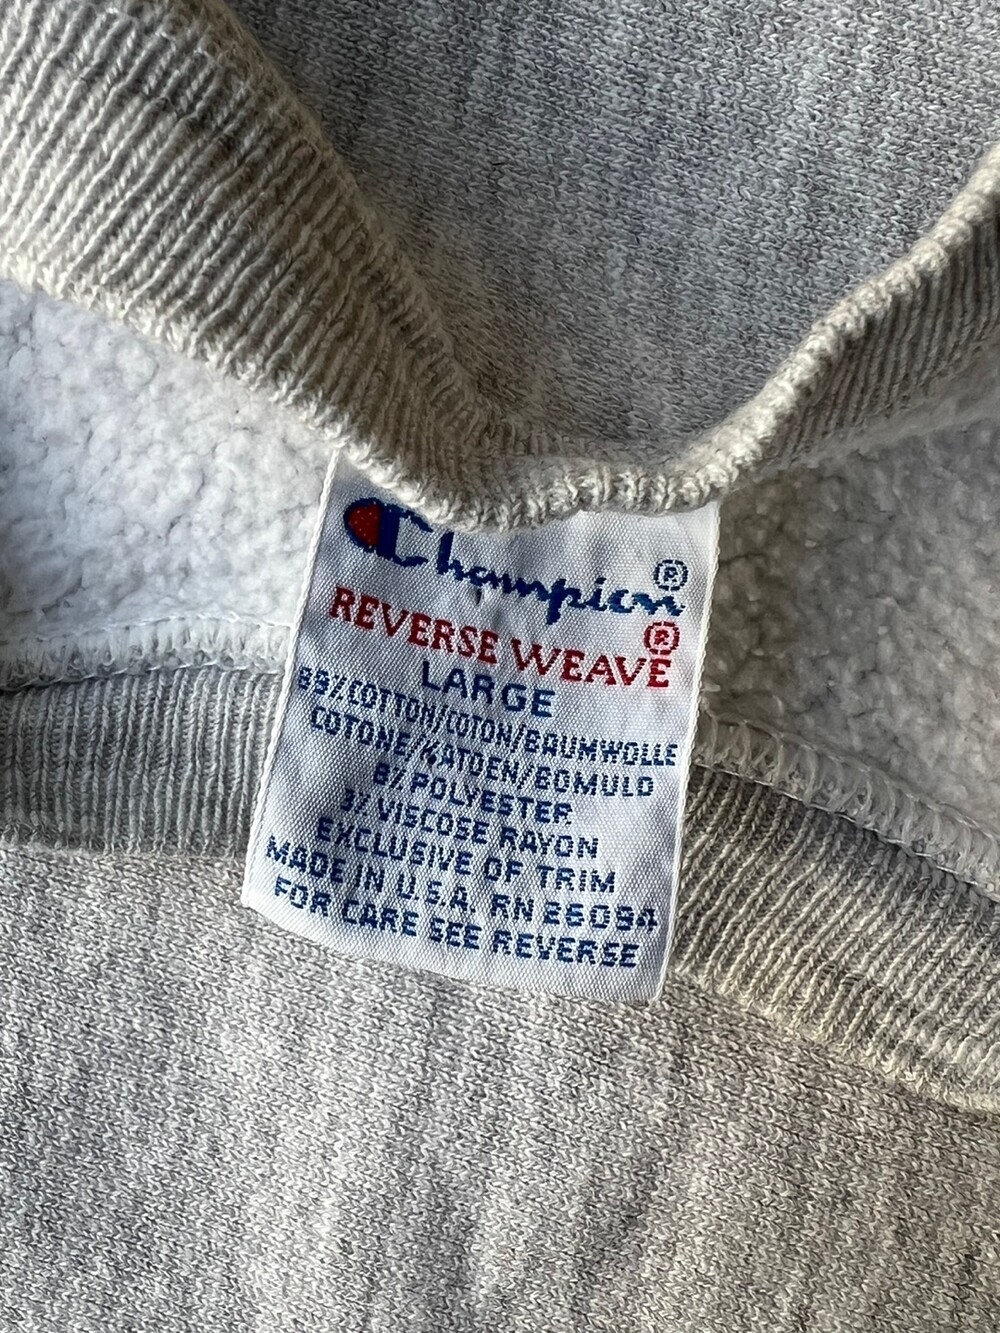 Champion®
REVERSE WEAVE®
LARGE
89% COTTON/COTON/BAUMWOLLE
COTONE/KATOEN/BOMULD
8% POLYESTER
3% VISCOSE RAYON
EXCLUSIVE OF TRIM
MADE IN U.S.A. RN 26094
FOR CARE SEE REVERSE